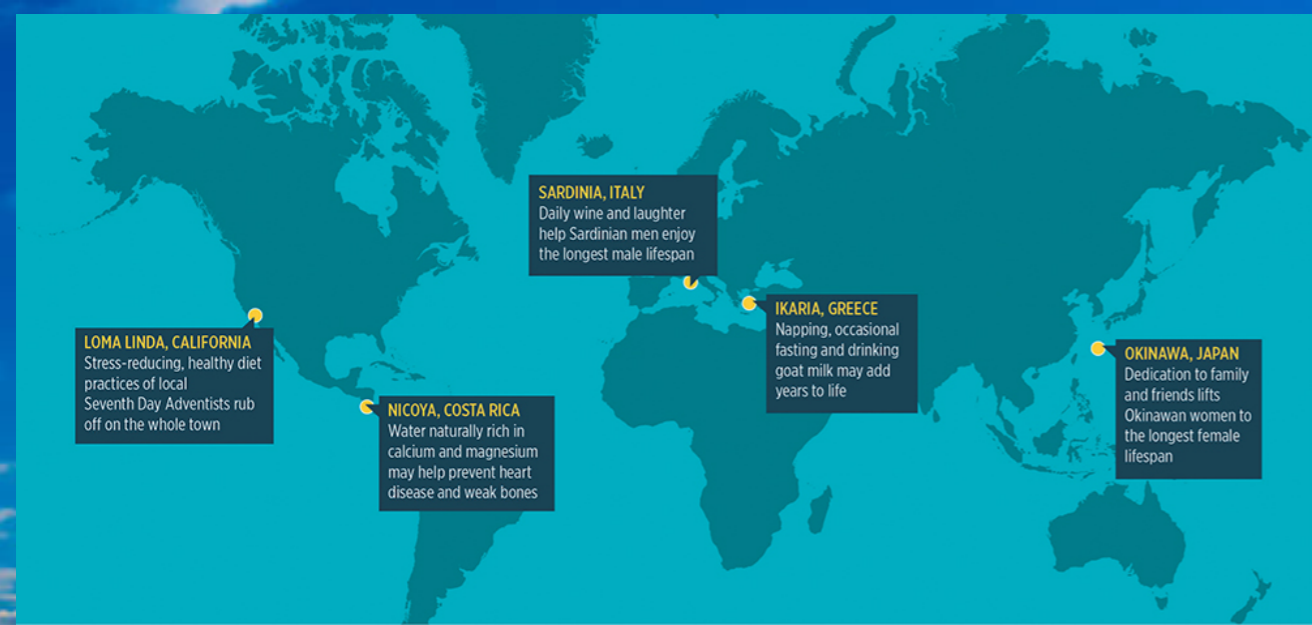 SARDINIA, ITALY
Daily wine and laughter
help Sardinian men enjoy
the longest male lifespan
IKARIA, GREECE
Napping, occasional
fasting and drinking
goat milk may add
years to life
LOMA LINDA, CALIFORNIA
Stress-reducing, healthy diet
practices of local
Seventh Day Adventists rub
off on the whole town
NICOYA, COSTA RICA
Water naturally rich in
calcium and magnesium
may help prevent heart
disease and weak bones
OKINAWA, JAPAN
Dedication to family
and friends lifts
Okinawan women to
the longest female
lifespan